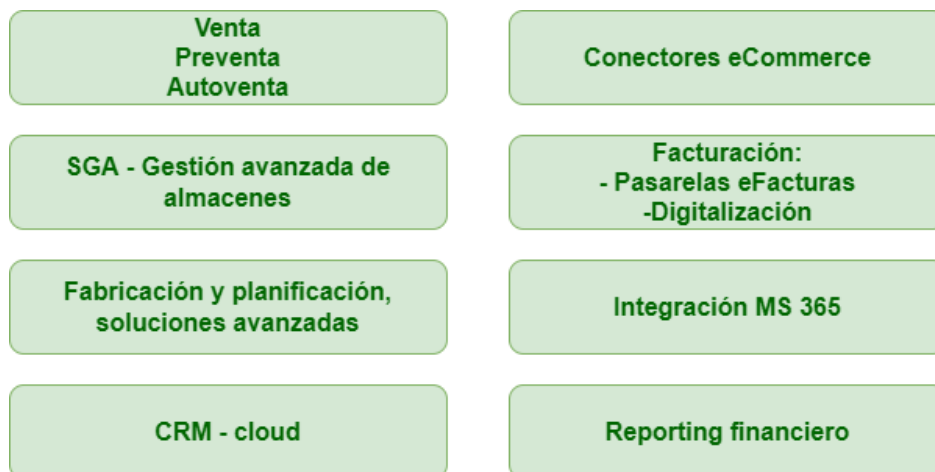 Venta
Preventa
Autoventa
Conectores eCommerce
SGA - Gestión avanzada de
almacenes
Facturación:
- Pasarelas eFacturas
-Digitalización
Fabricación y planificación,
soluciones avanzadas
Integración MS 365
CRM - cloud
Reporting financiero